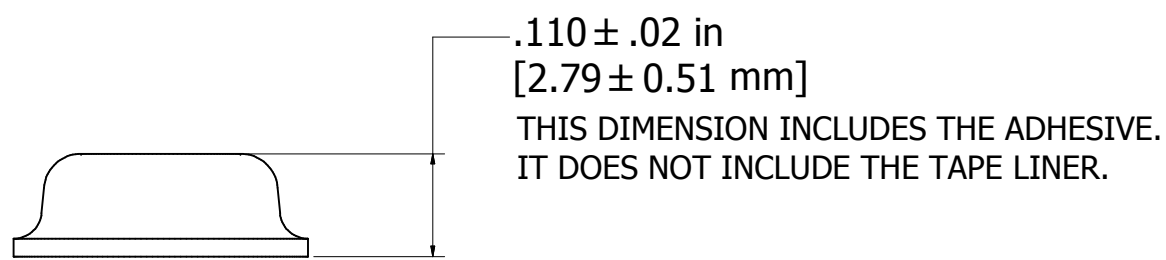 .110 ± .02 in
[2.79 ± 0.51 mm]
THIS DIMENSION INCLUDES THE ADHESIVE.
IT DOES NOT INCLUDE THE TAPE LINER.